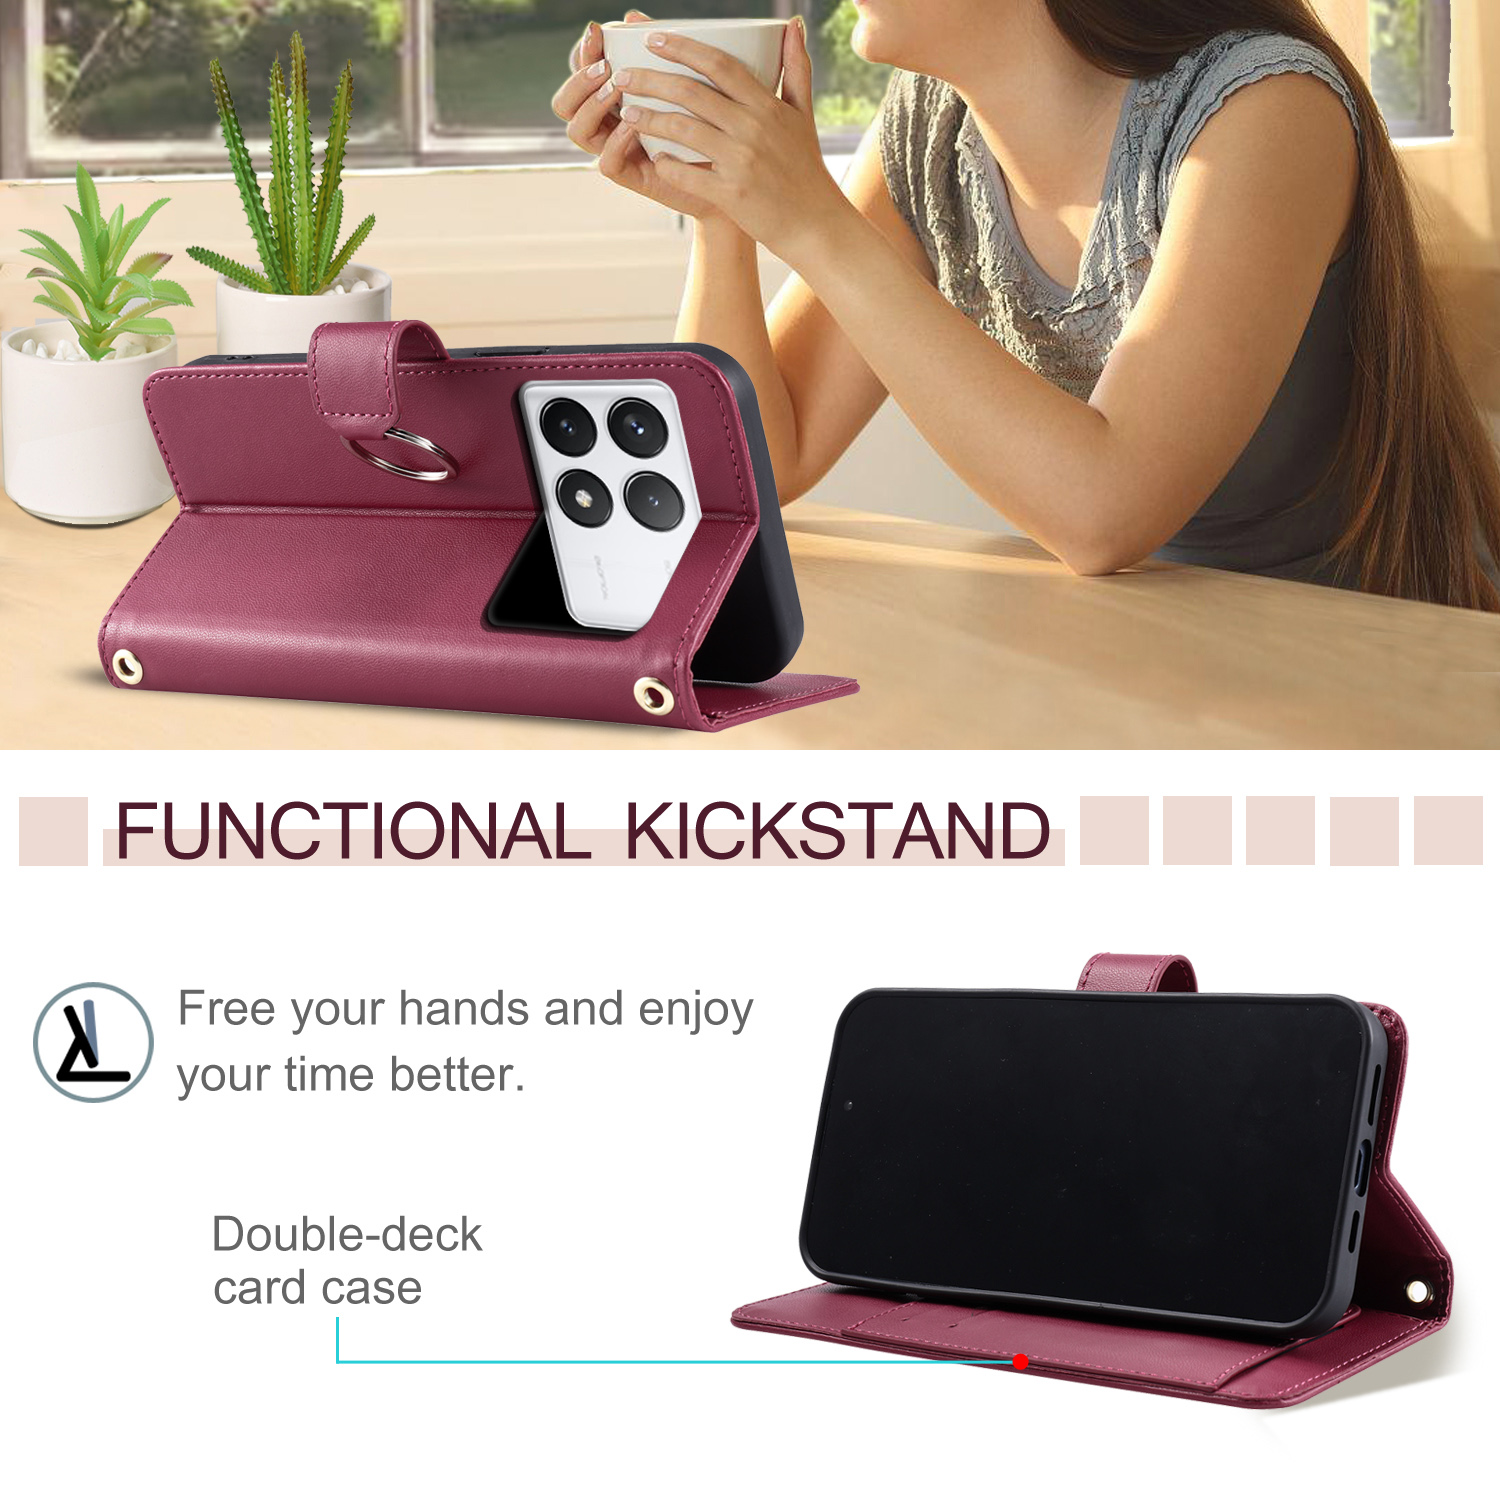 FUNCTIONAL KICKSTAND
Free your hands and enjoy
your time better.
Double-deck
card case